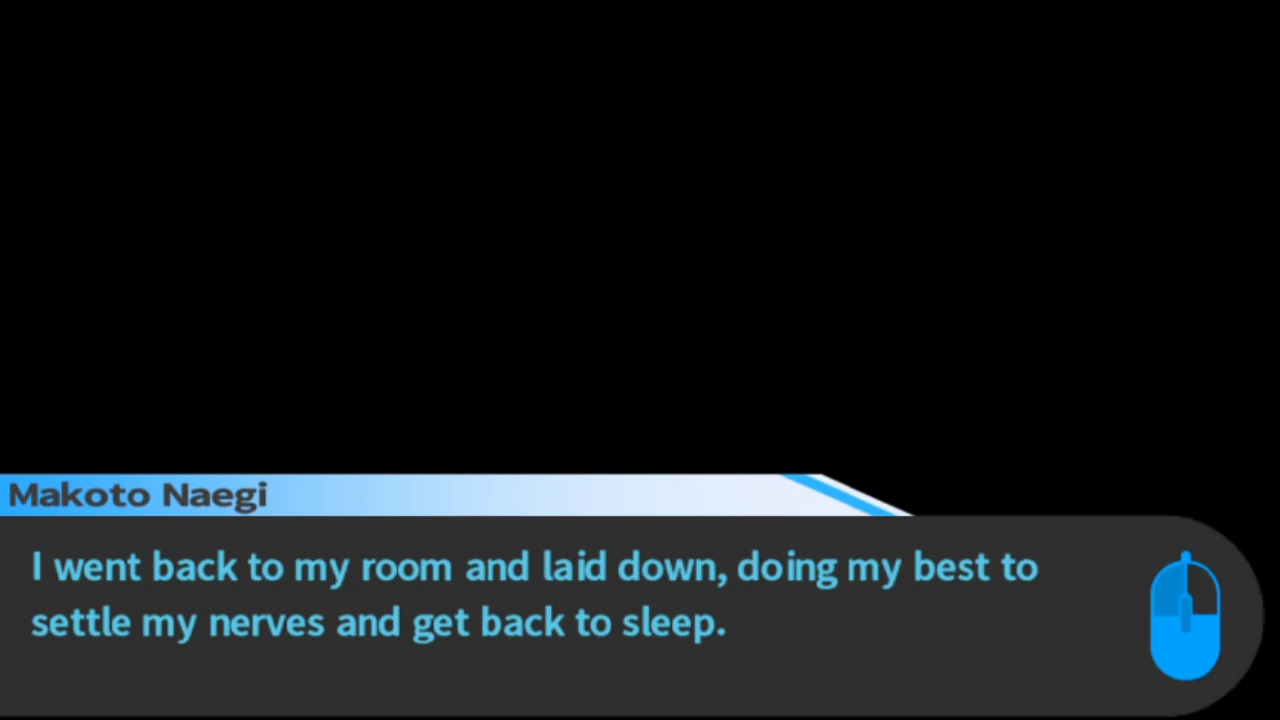 Makoto Naegi
I went back to my room and laid down, doing my best to
settle my nerves and get back to sleep.